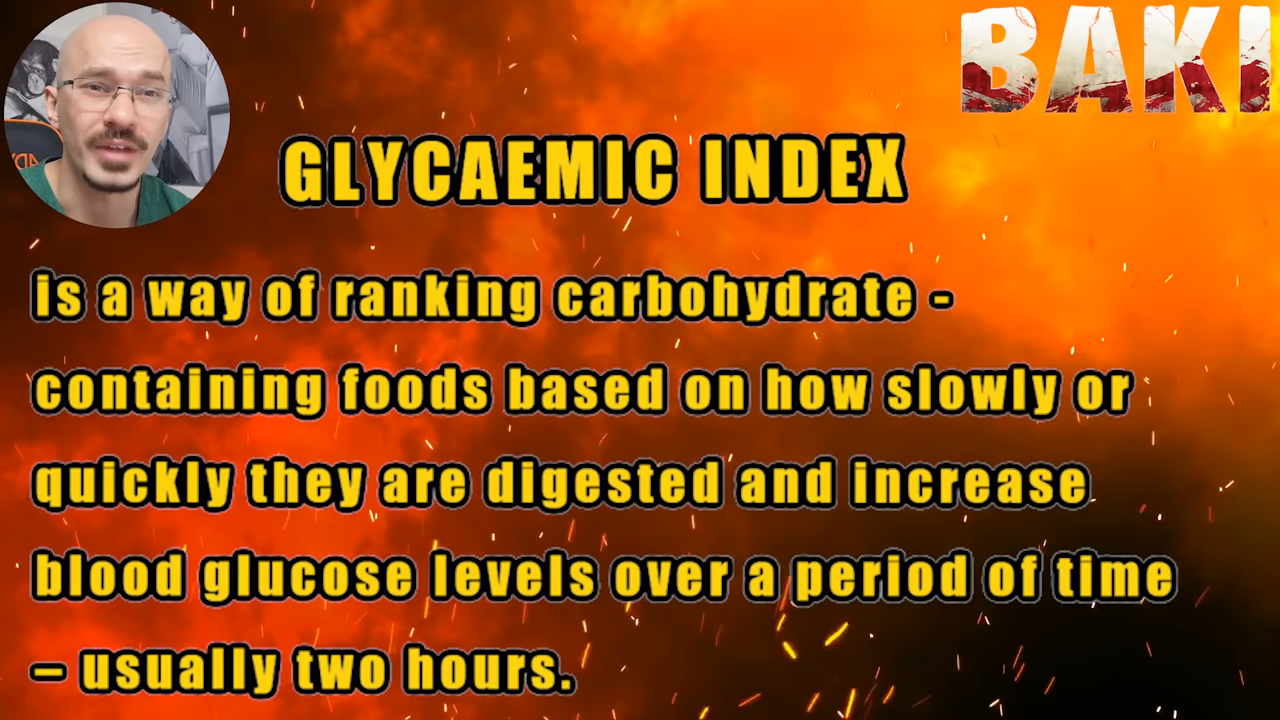 BAKI
GLYCAEMIC INDEX
is a way of ranking carbohydrate -
containing foods based on how slowly or
quickly they are digested and increase
blood glucose levels over a period of time
– usually two hours.